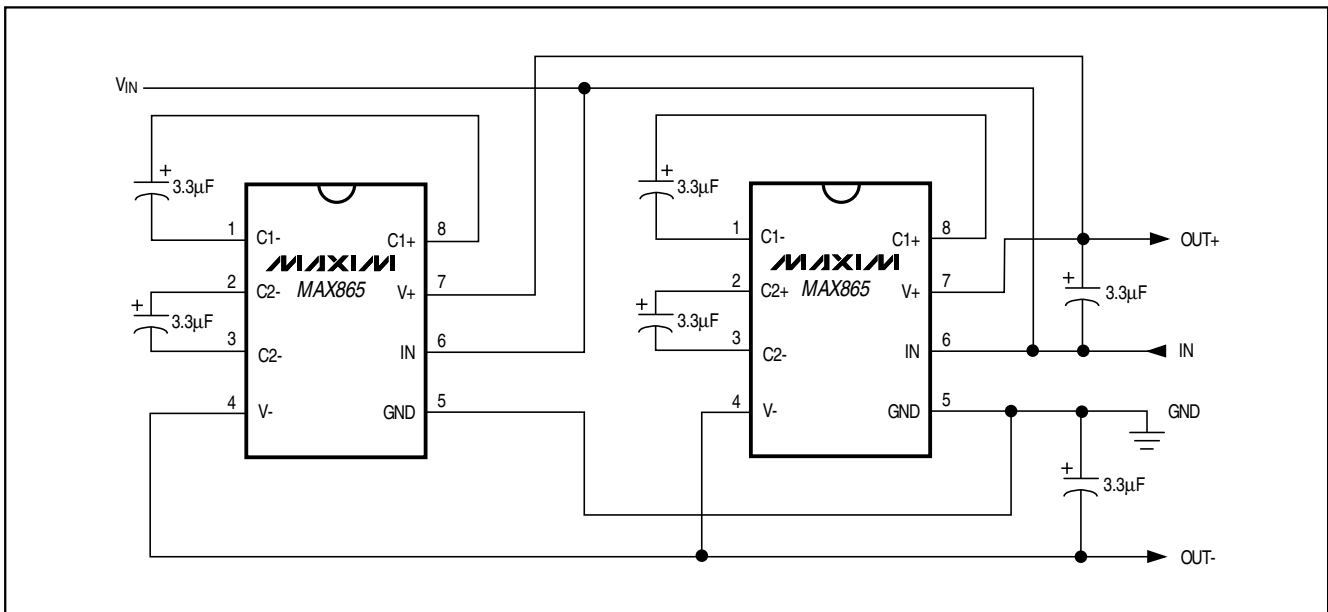 VIN
+
3.3µF
1
C1-
C1+
8
MAXIM
MAX865
2
C2-
V+
7
+
3.3µF
3
C2-
IN
6
4
V-
GND
5
+
3.3µF
1
C1-
C1+
8
MAXIM
MAX865
2
C2+
V+
7
+
3.3µF
3
C2-
IN
6
4
V-
GND
5
OUT+
+
3.3µF
IN
GND
+
3.3µF
OUT-